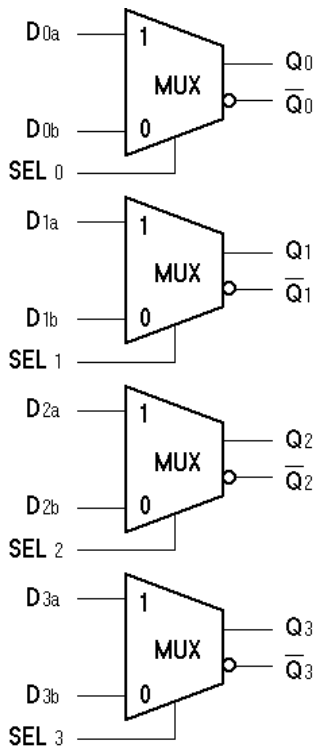 D0a
1
Q0
MUX
Q̅0
D0b
0
SEL 0
D1a
1
Q1
MUX
Q̅1
D1b
0
SEL 1
D2a
1
Q2
MUX
Q̅2
D2b
0
SEL 2
D3a
1
Q3
MUX
Q̅3
D3b
0
SEL 3